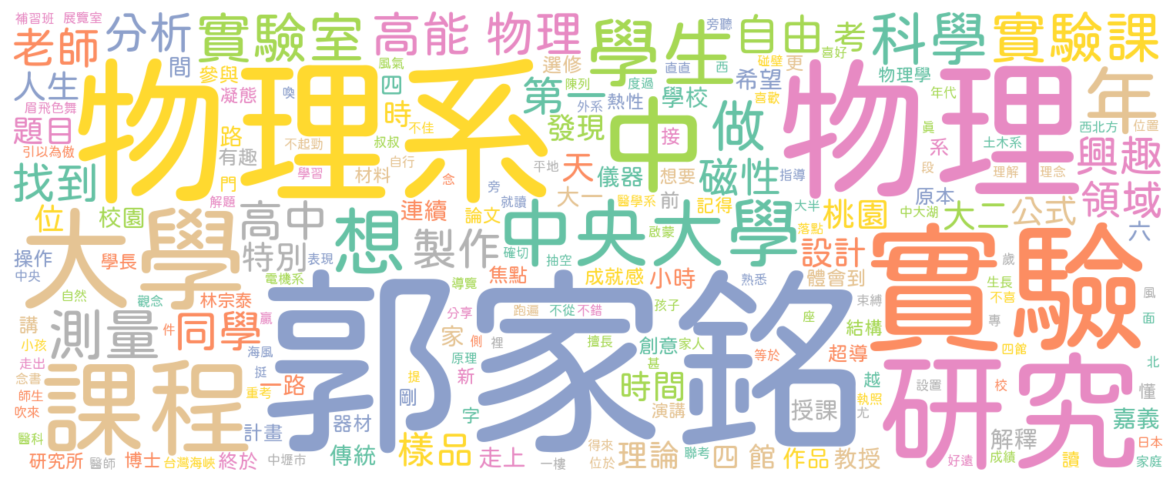 補習班 展覽室 分析 實驗室 高能 物理 學生 旁聽 自由 考 喜好 科學 實驗課
老師 間 風氣 選修 碰壁 更
人生 參與 凝態 喚 四 陳列 第一 度過 直直 西 希望 喜歡 物理學 年代 年
眉飛色舞 物理系 時 外系 熱性 學校 中 做 物理 西北方 位置
題目 路 不起勁 叔叔 不佳 發現 接 真 系 土木系 興趣
引以為傲 有趣 材料 自行 天 平地 儀器 想要 磁性 指導 段 理解 理念
找到 門 學習 念 旁 大一 醫學系 前 原本 領域
位 校園 解題 高中 連續 論文 就讀 記得 大半 桃園 中大湖 大二 公式 六
大學 想 製作 中央大學 啟蒙 落點
操作 學長 特別 表現 確切 抽空 設計 歲 實驗
中央 電機系 導覽 焦點 成就感 小時 熟悉 體會到 生長 風
自然 觀念 林宗泰 郭家銘 跑遍 不從 不錯 孩子 束縛 不喜 專 面
講 測量 件 同學 贏 分享 家 側 裡 擅長 創意 家人 座 結構 四館
小孩 海風 原理 甚 等於 超導 北
走出 挺 捉 新 研究
念書 課程 一路 剛 時間 越 設置 校 懂
師生 重考 器材 字 演講 授課 執照 尤 嘉義
吹來 計畫 樣品 解釋 日本
醫科 終於 傳統 走上 得來 理論 聯考 四 館 作品 教授 成績 讀
研究所 醫師 博士 台灣海峽 中壢市 一樓 位於 好遠 家庭